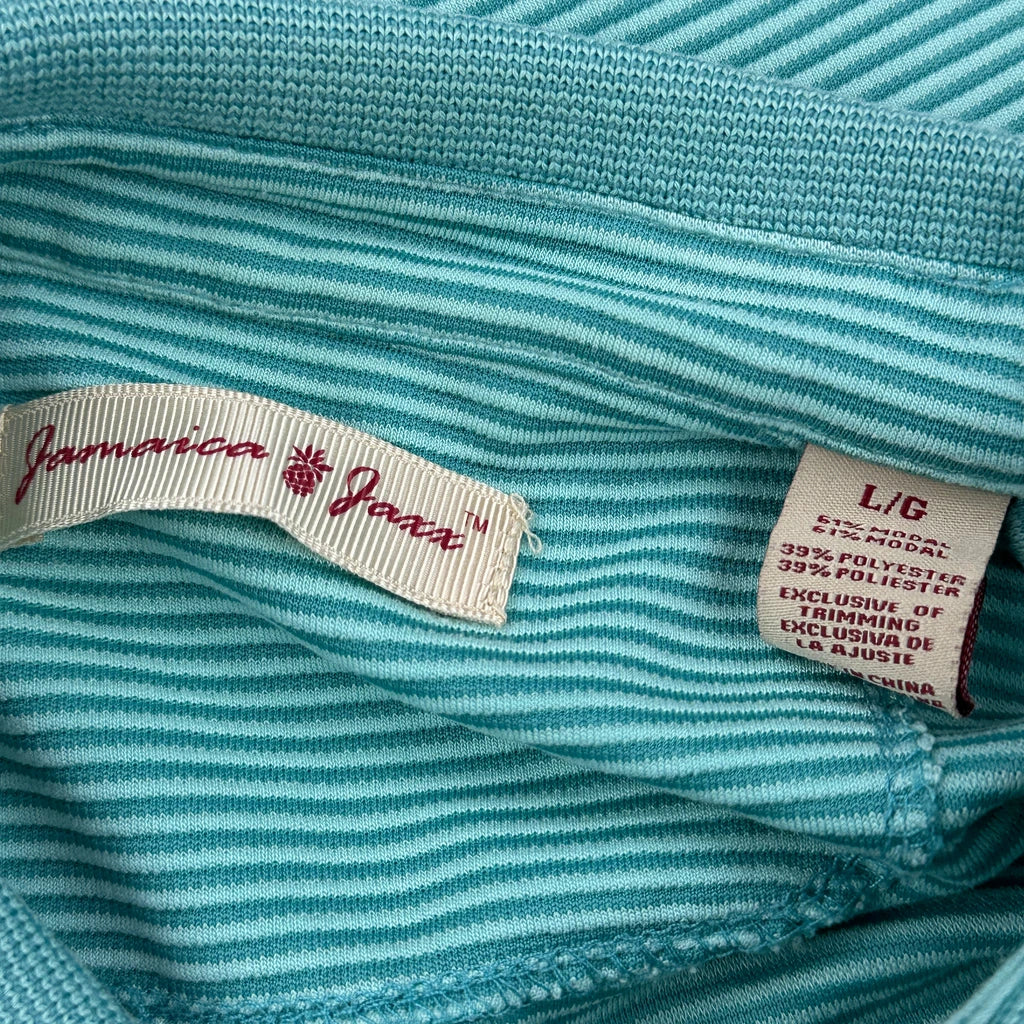 Jamaica Jaxx™
L/G
61% MODAL
61% MODAL
39% POLYESTER
39% POLIESTER
EXCLUSIVE OF
TRIMMING
EXCLUSIVA DE
LA AJUSTE
CHINA